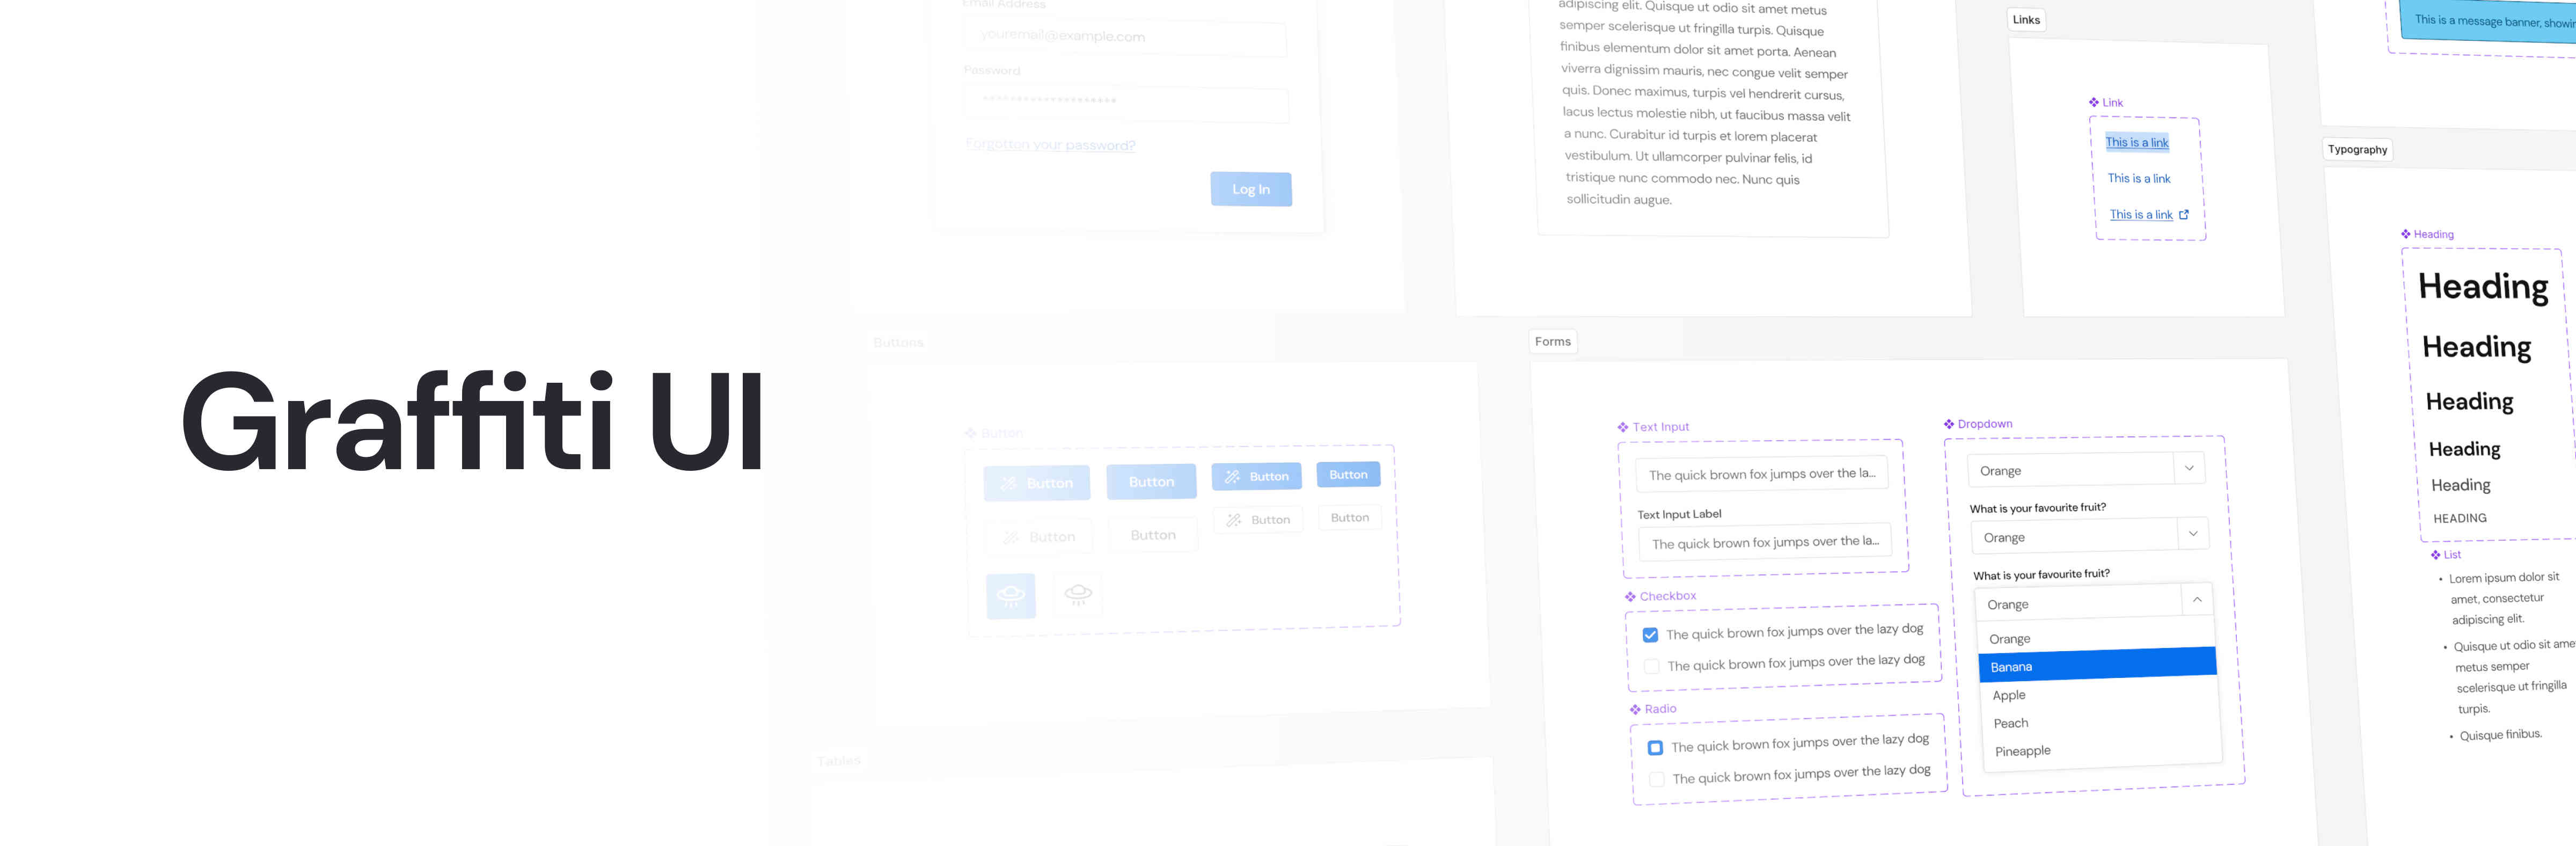 Graffiti UI
Email Address
youremail@example.com
Password
********************
Forgotten your password?
Log In
adipiscing elit. Quisque ut odio sit amet metus
semper scelerisque ut fringilla turpis. Quisque
finibus elementum dolor sit amet porta. Aenean
viverra dignissim mauris, nec congue velit semper
quis. Donec maximus, turpis vel hendrerit cursus,
lacus lectus molestie nibh, ut faucibus massa velit
a nunc. Curabitur id turpis et lorem placerat
vestibulum. Ut ullamcorper pulvinar felis, id
tristique nunc commodo nec. Nunc quis
sollicitudin augue.
Links
Link
This is a link
This is a link
This is a link
This is a message banner, showin
Buttons
Button
Button
Button
Button
Button
Button
Button
Button
Button
Tables
Forms
Text Input
The quick brown fox jumps over the la...
Text Input Label
The quick brown fox jumps over the la...
Checkbox
The quick brown fox jumps over the lazy dog
The quick brown fox jumps over the lazy dog
Radio
The quick brown fox jumps over the lazy dog
The quick brown fox jumps over the lazy dog
Dropdown
Orange
What is your favourite fruit?
Orange
What is your favourite fruit?
Orange
Orange
Banana
Apple
Peach
Pineapple
Typography
Heading
Heading
Heading
Heading
Heading
Heading
HEADING
List
• Lorem ipsum dolor sit
amet, consectetur
adipiscing elit.
• Quisque ut odio sit ame
metus semper
scelerisque ut fringilla
turpis.
• Quisque finibus.